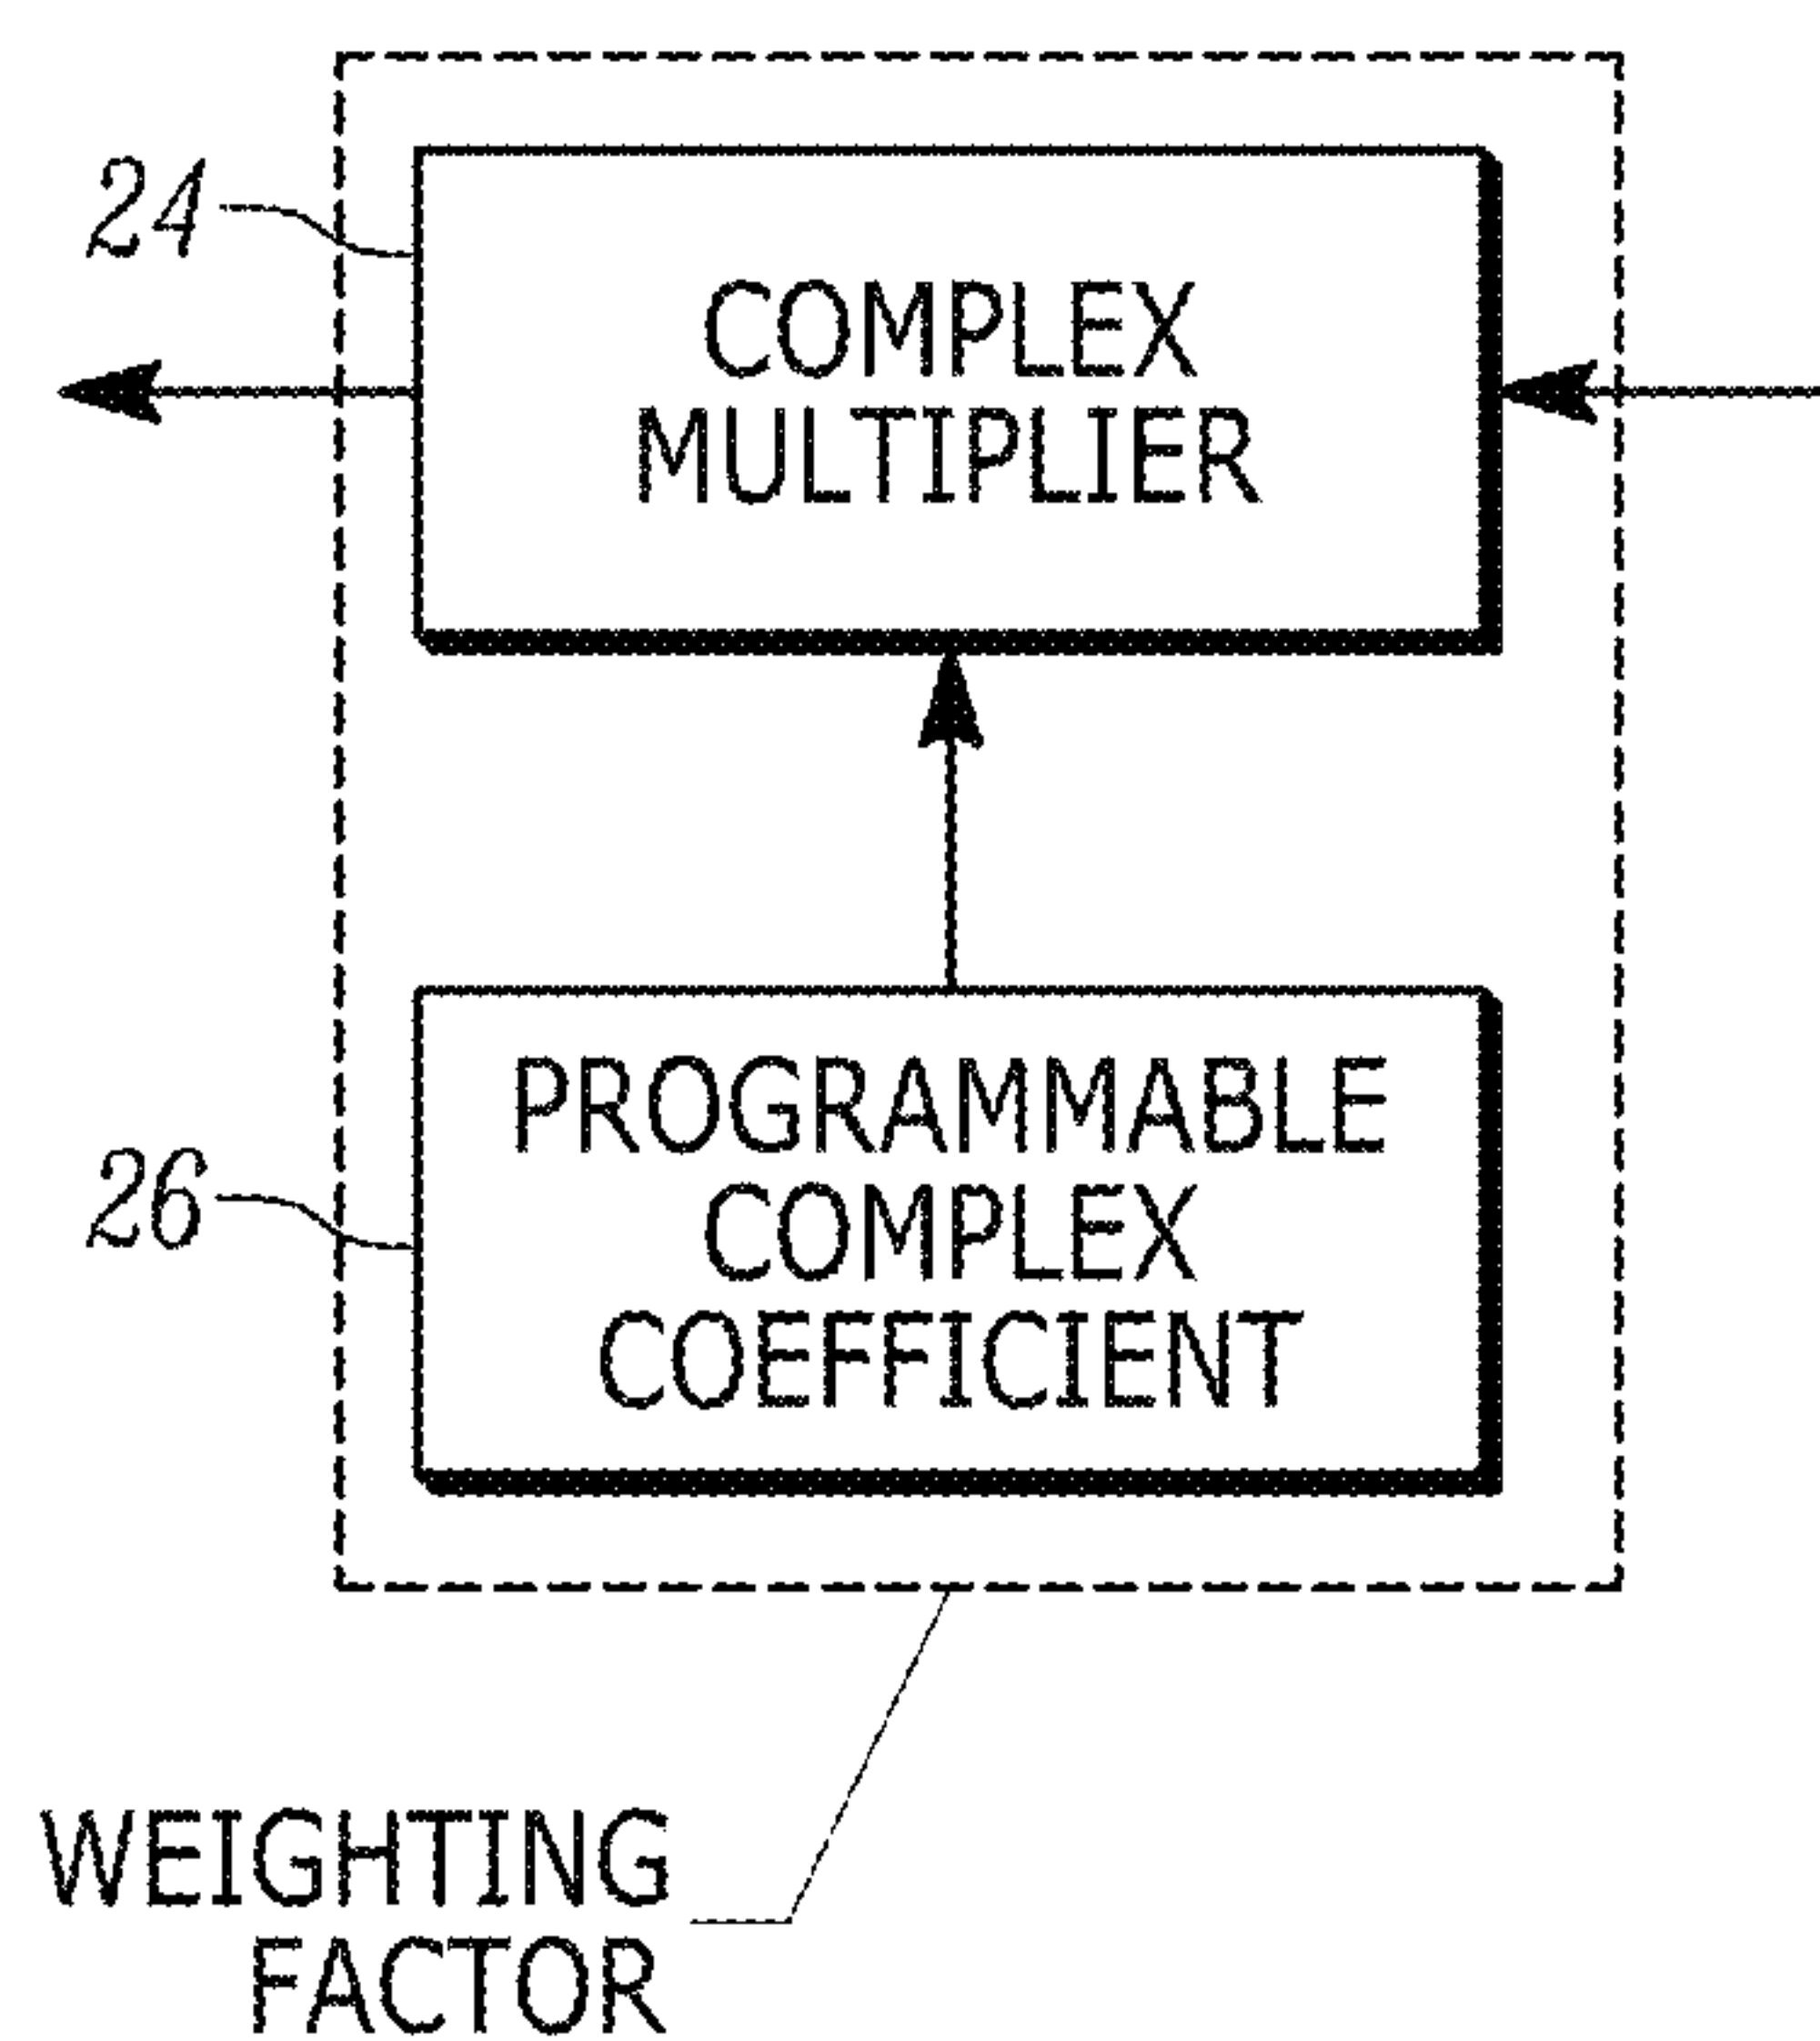 24
COMPLEX
MULTIPLIER
26
PROGRAMMABLE
COMPLEX
COEFFICIENT
WEIGHTING
FACTOR